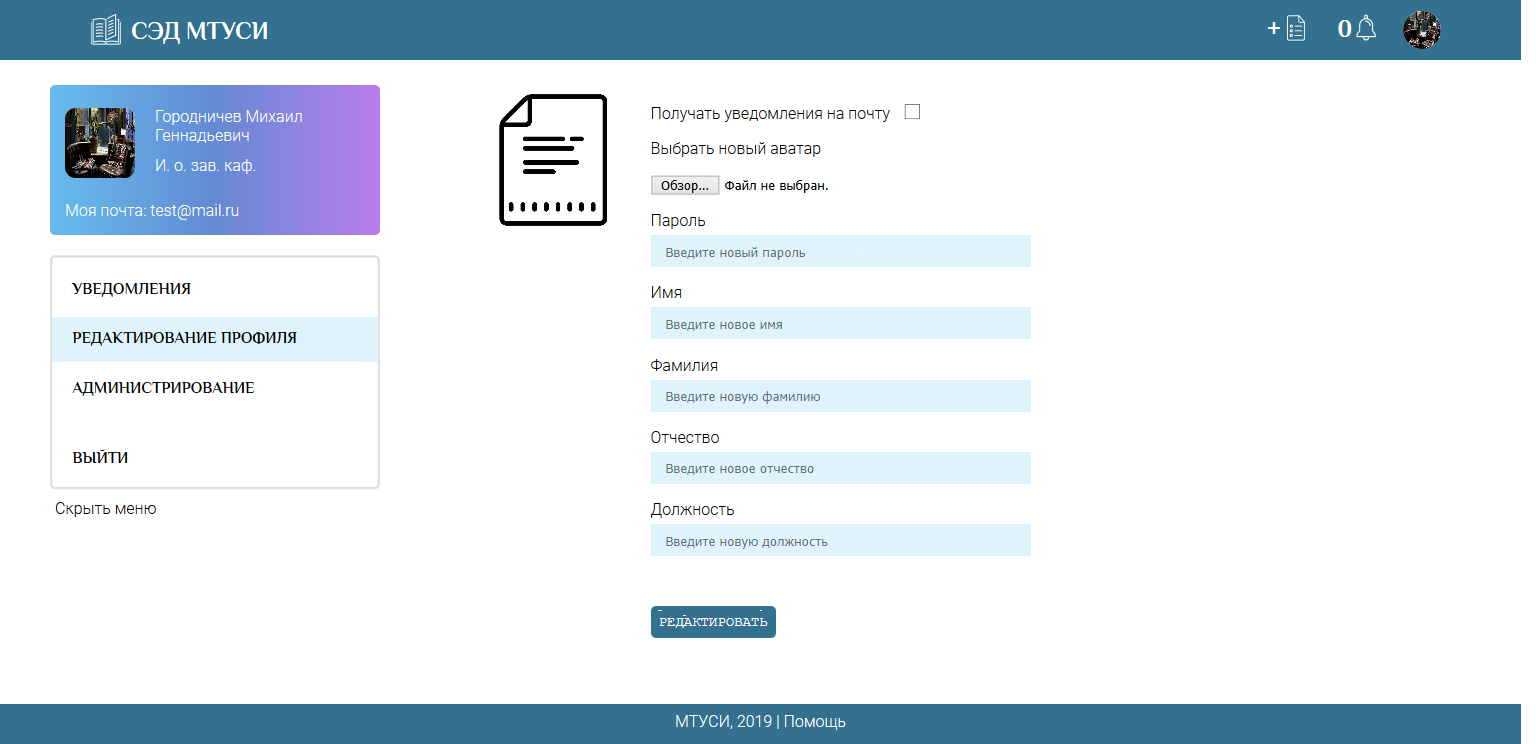 СЭД МТУСИ
+
0
Городничев Михаил
Геннадьевич
И. о. зав. каф.
Моя почта: test@mail.ru
УВЕДОМЛЕНИЯ
РЕДАКТИРОВАНИЕ ПРОФИЛЯ
АДМИНИСТРИРОВАНИЕ
ВЫЙТИ
Скрыть меню
Получать уведомления на почту
Выбрать новый аватар
Обзор... Файл не выбран.
Пароль
Введите новый пароль
Имя
Введите новое имя
Фамилия
Введите новую фамилию
Отчество
Введите новое отчество
Должность
Введите новую должность
РЕДАКТИРОВАТЬ
МТУСИ, 2019 | Помощь